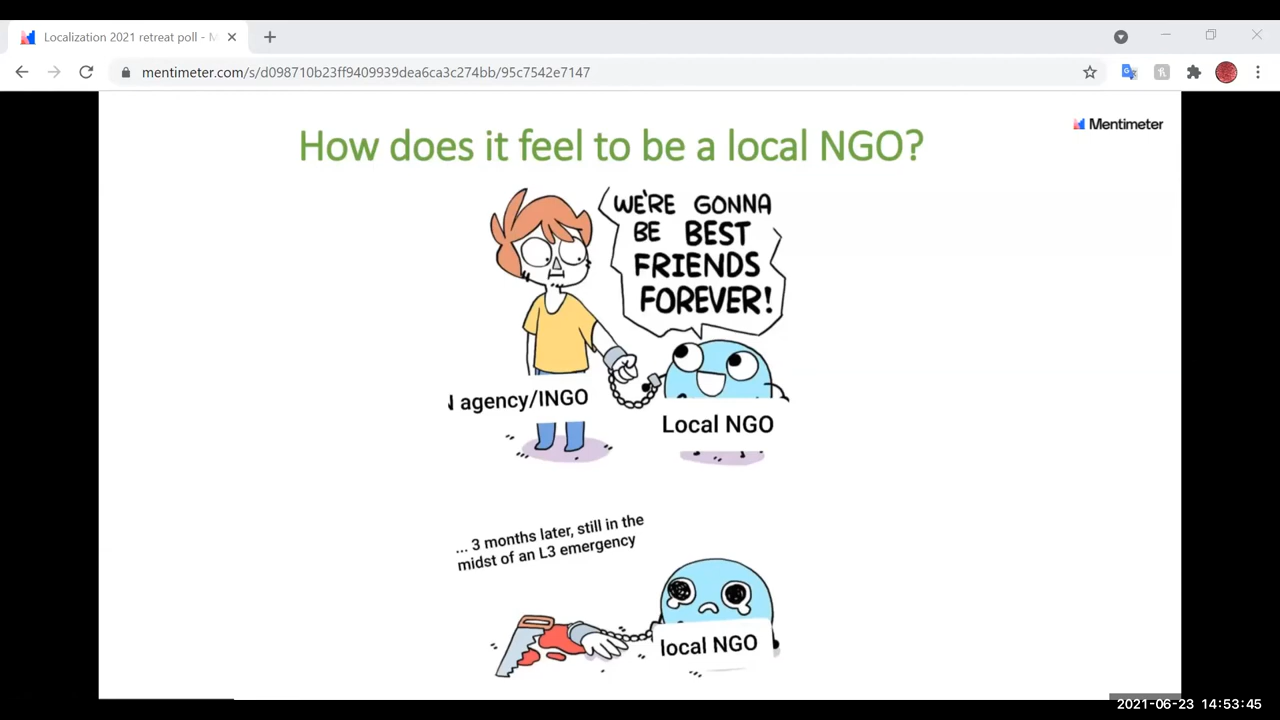 Localization 2021 retreat poll - M
mentimeter.com/s/d098710b23ff9409939dea6ca3c274bb/95c7542e7147
Mentimeter
How does it feel to be a local NGO?
WE'RE GONNA
BE BEST
FRIENDS
FOREVER!
agency/INGO
Local NGO
... 3 months later, still in the
midst of an L3 emergency
local NGO
2021-06-23 14:53:45